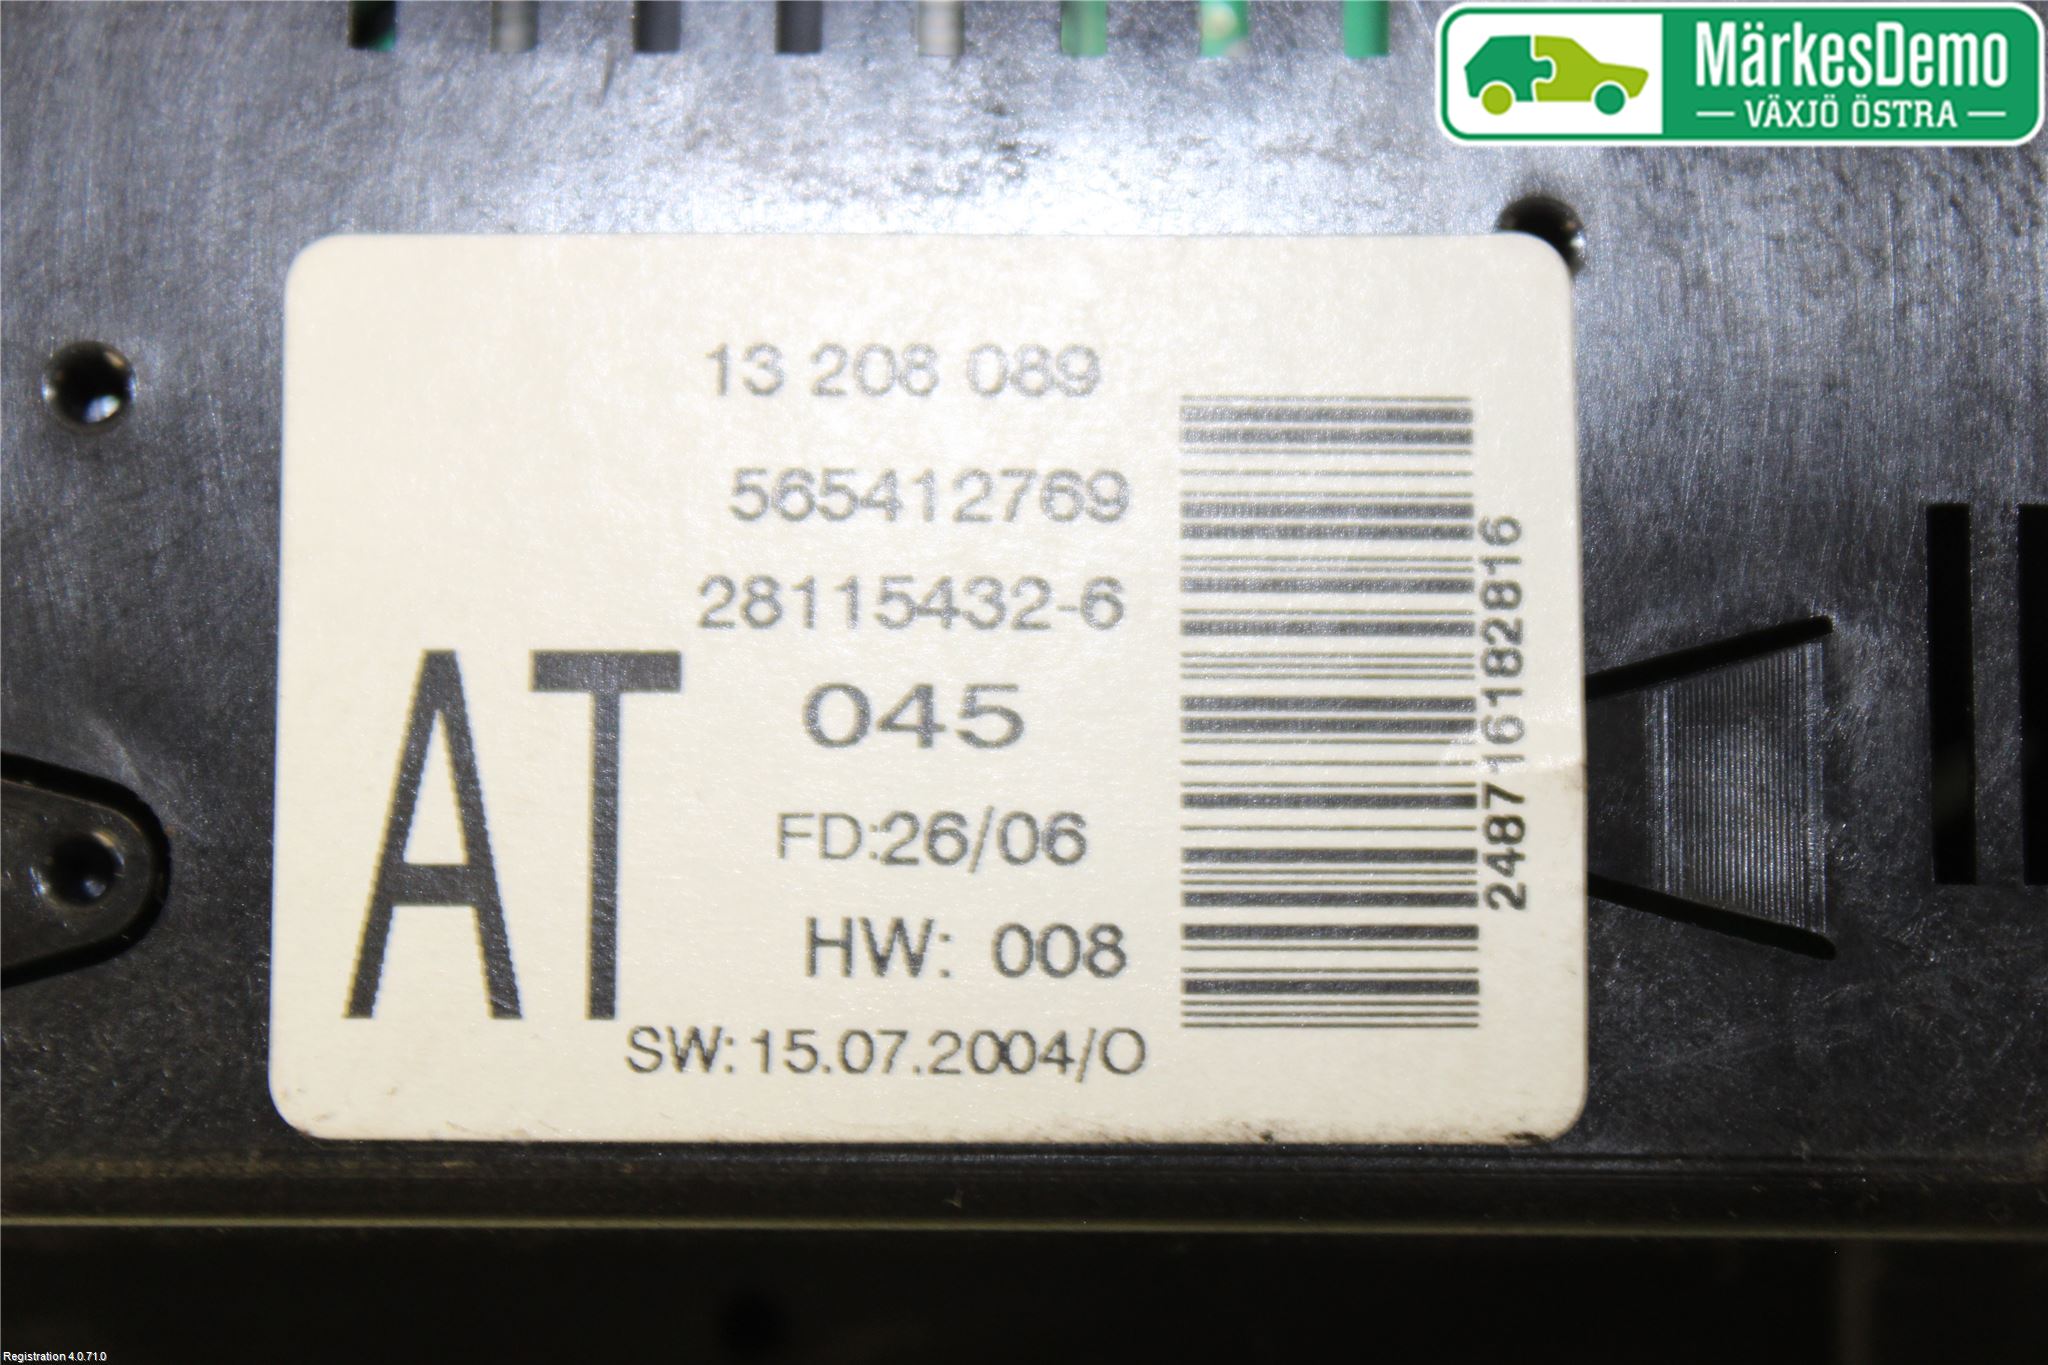 MärkesDemo
VÄXJÖ ÖSTRA
13 208 089
565412769
28115432-6
045
AT
FD:26/06
HW: 008
SW:15.07.2004/O
248716182816
Registration 4.0.71.0